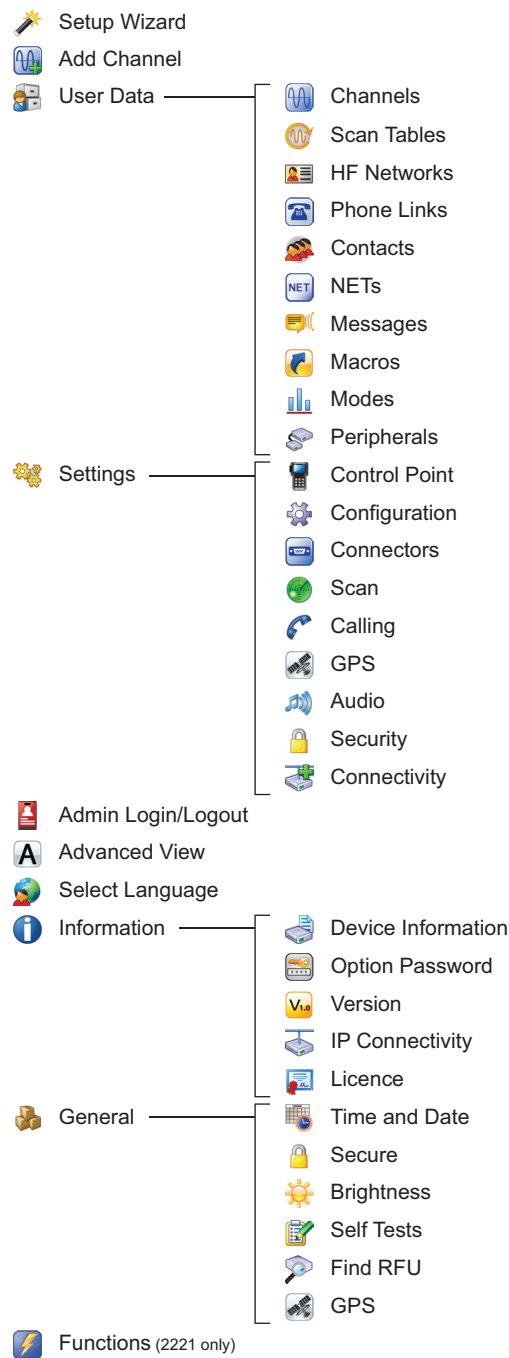 Setup Wizard
Add Channel
User Data
Channels
Scan Tables
HF Networks
Phone Links
Contacts
NET
NETs
Messages
Macros
Modes
Peripherals
Settings
Control Point
Configuration
Connectors
Scan
Calling
GPS
Audio
Security
Connectivity
Admin Login/Logout
A
Advanced View
Select Language
Information
Device Information
Option Password
V1.0
Version
IP Connectivity
Licence
General
Time and Date
Secure
Brightness
Self Tests
Find RFU
GPS
Functions (2221 only)